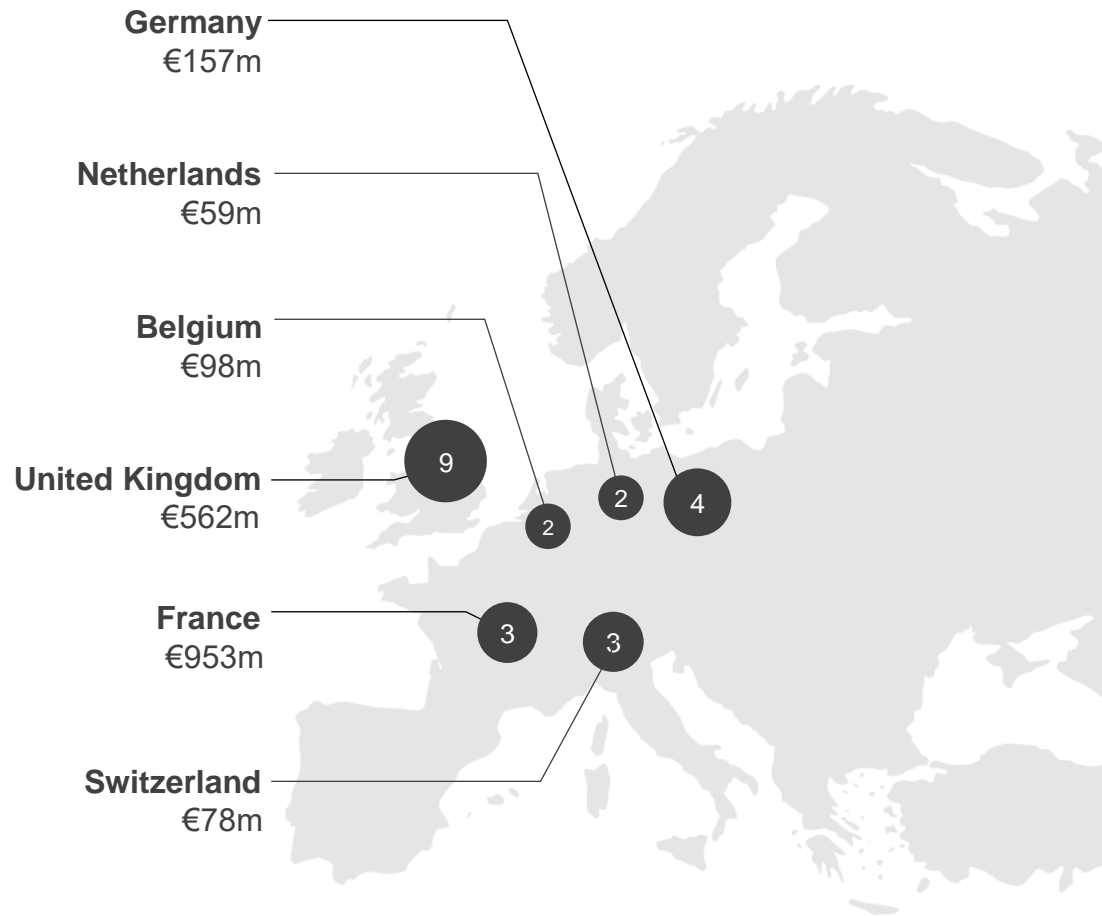 Germany
€157m
Netherlands
€59m
Belgium
€98m
United Kingdom
€562m
France
€953m
Switzerland
€78m
9
2
2
4
3
3